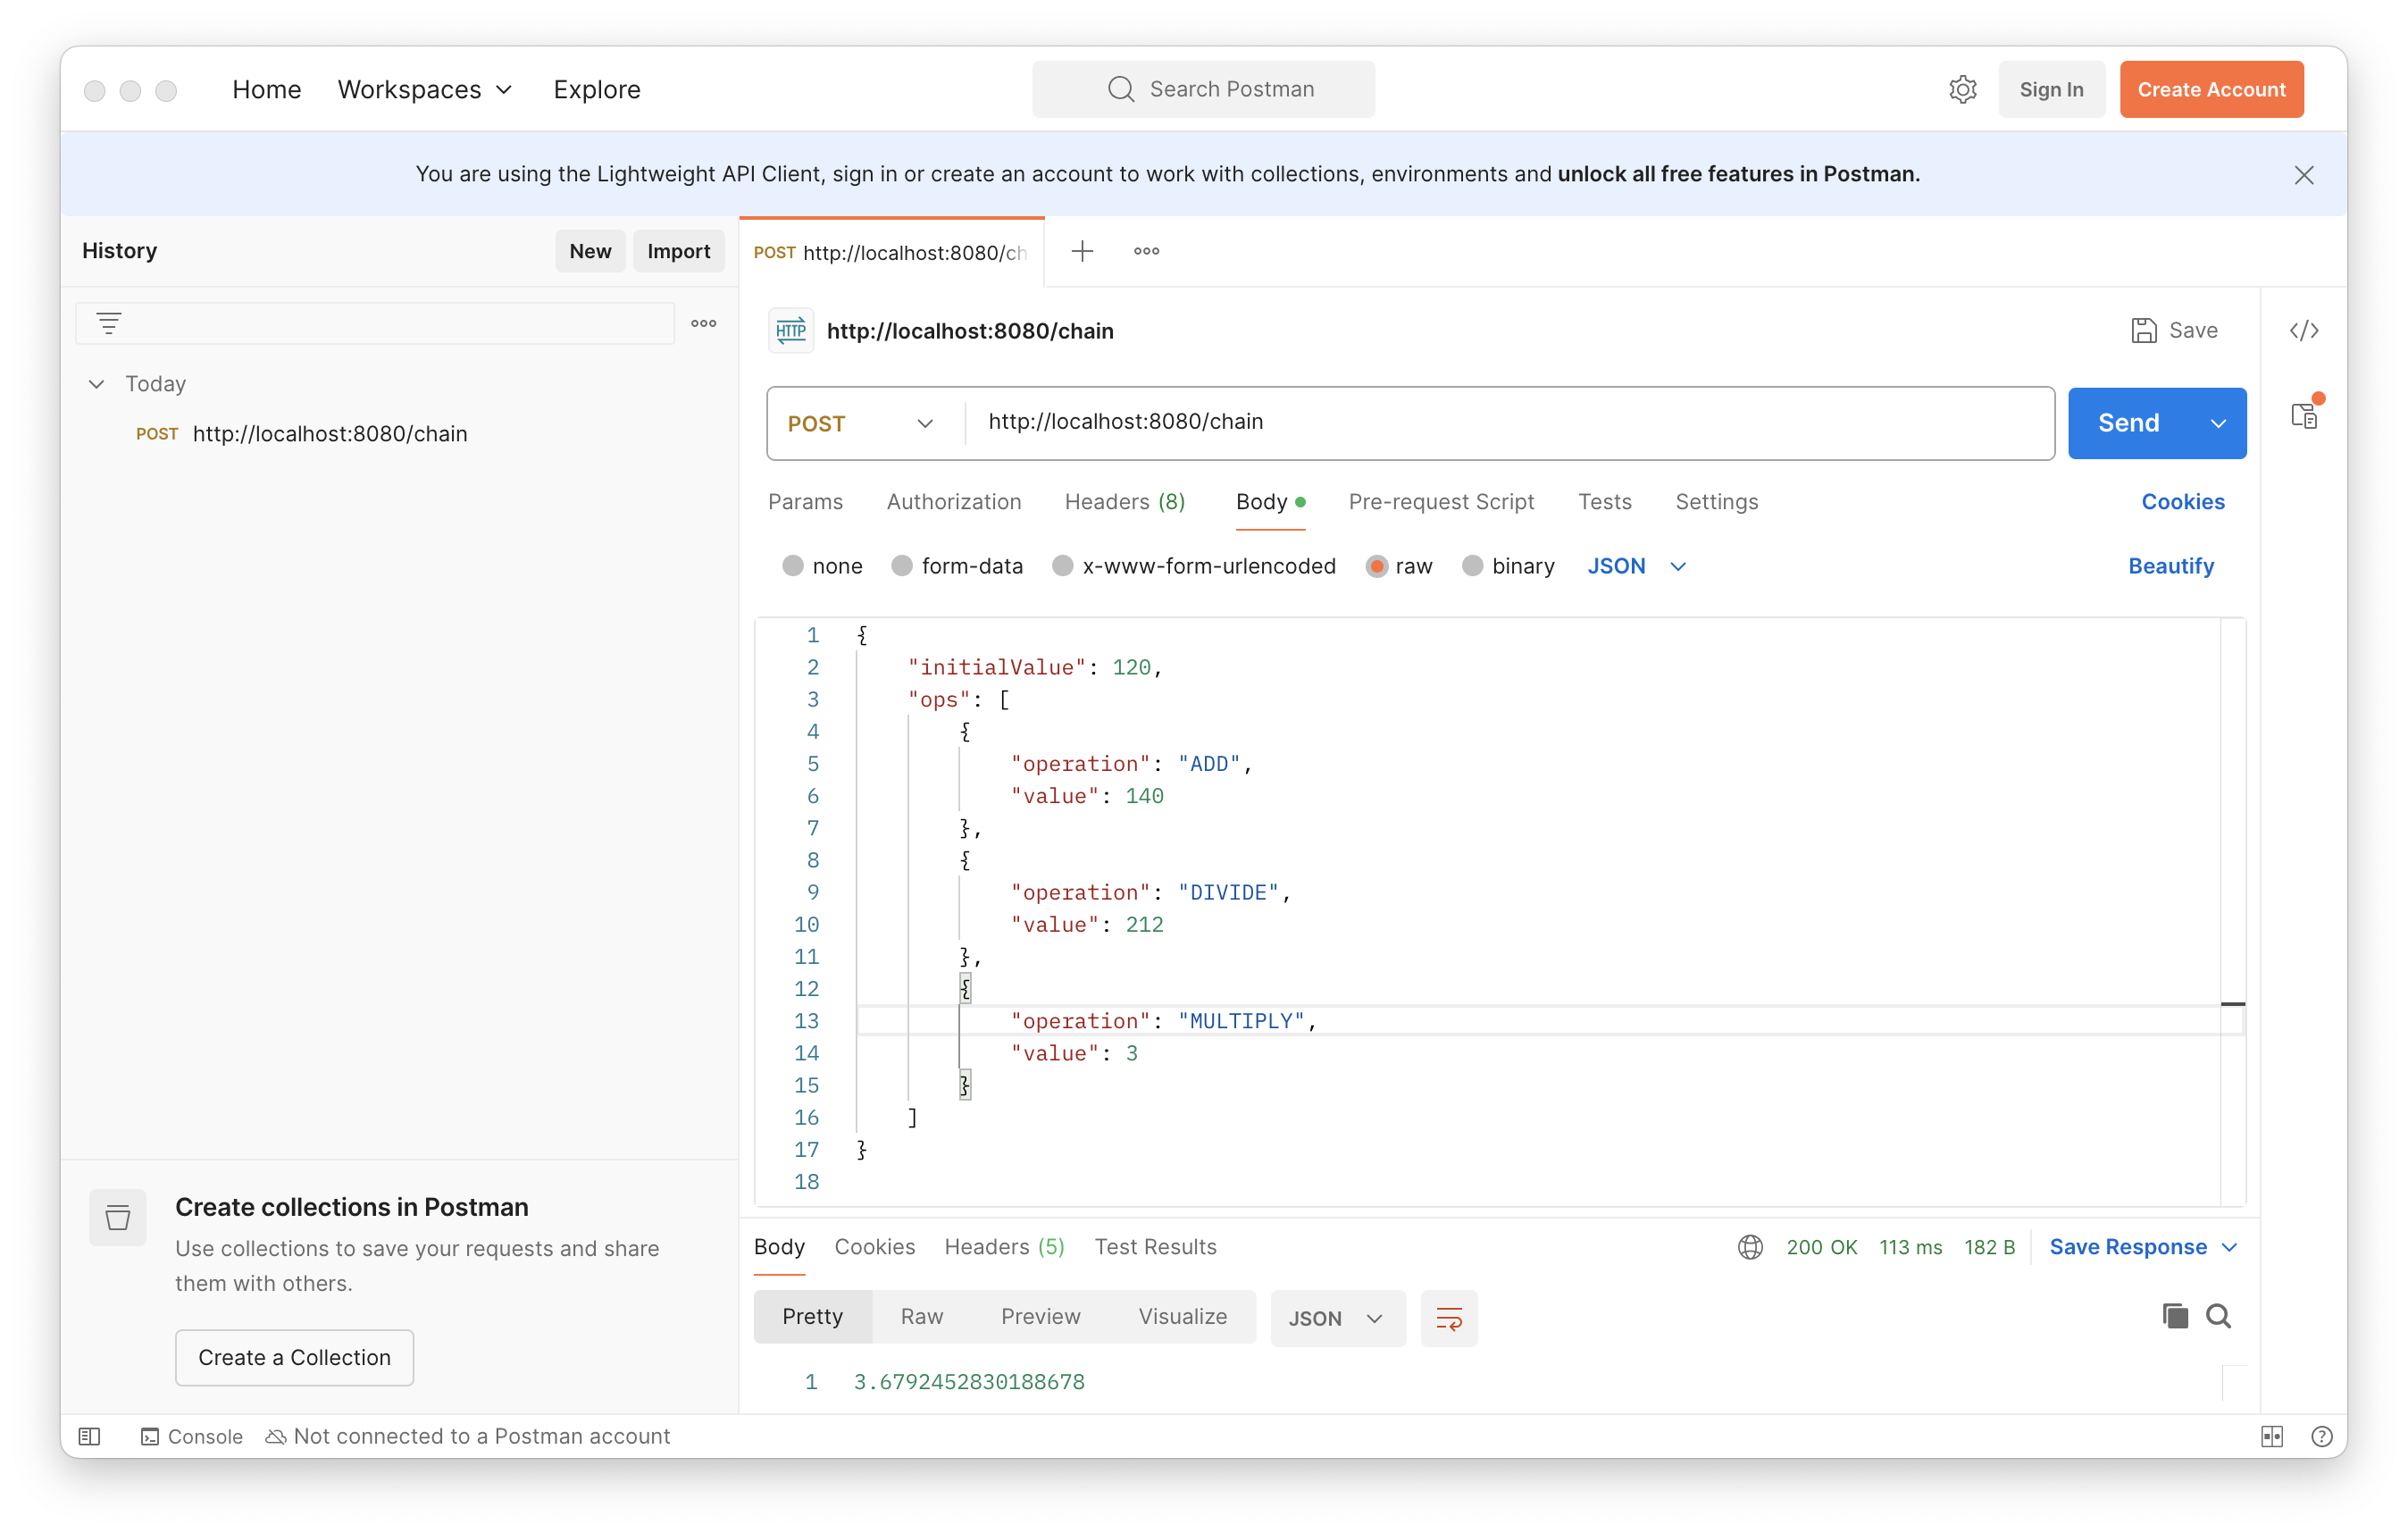 Home Workspaces Explore Search Postman Sign In Create Account
You are using the Lightweight API Client, sign in or create an account to work with collections, environments and unlock all free features in Postman.
History New Import
Today
POST http://localhost:8080/chain
Create collections in Postman
Use collections to save your requests and share
them with others.
Create a Collection
POST http://localhost:8080/ch
HTTP http://localhost:8080/chain Save
POST http://localhost:8080/chain Send
Params Authorization Headers (8) Body Pre-request Script Tests Settings Cookies
none form-data x-www-form-urlencoded raw binary JSON Beautify
1 {
2 "initialValue": 120,
3 "ops": [
4 {
5 "operation": "ADD",
6 "value": 140
7 },
8 {
9 "operation": "DIVIDE",
10 "value": 212
11 },
12 {
13 "operation": "MULTIPLY",
14 "value": 3
15 }
16 ]
17 }
18
Body Cookies Headers (5) Test Results 200 OK 113 ms 182 B Save Response
Pretty Raw Preview Visualize JSON
1 3.6792452830188678
Console Not connected to a Postman account